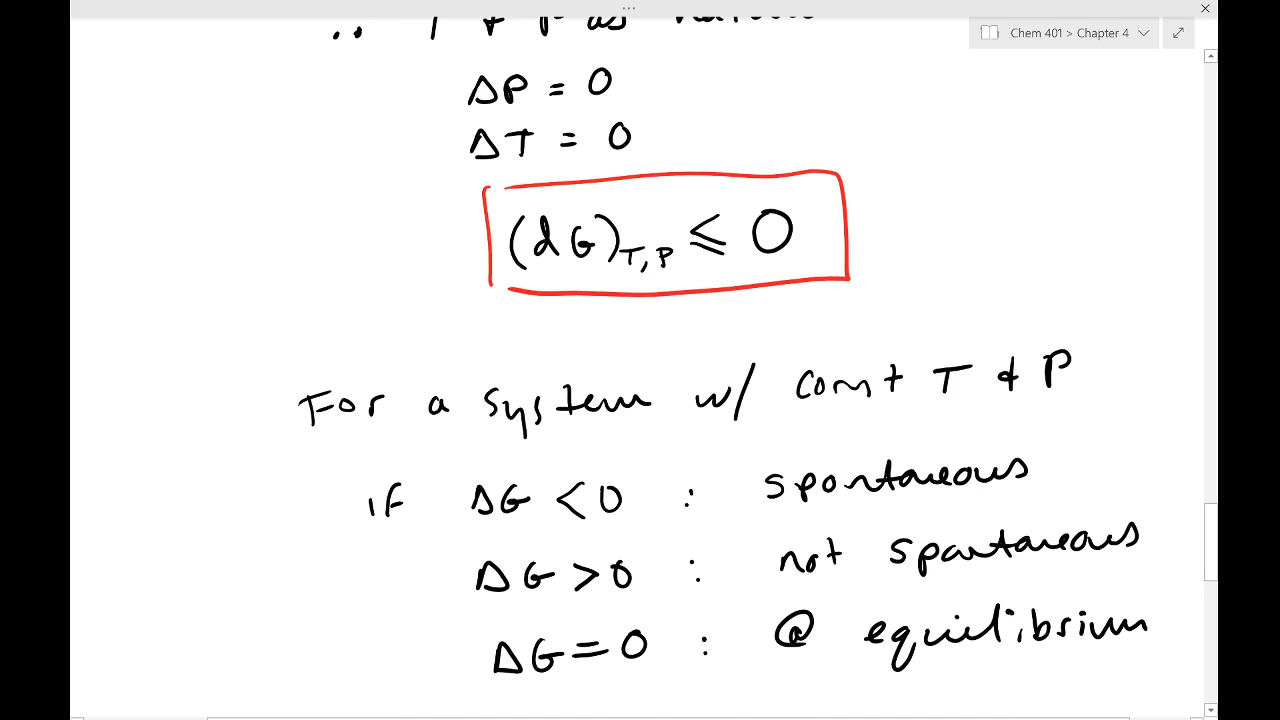 Chem 401 > Chapter 4
∴ T & P as
ΔP = 0
ΔT = 0
(dG)T,P ≤ 0
For a system w/ const T & P
if ΔG < 0 : spontaneous
ΔG > 0 : not spontaneous
ΔG = 0 : @ equilibrium